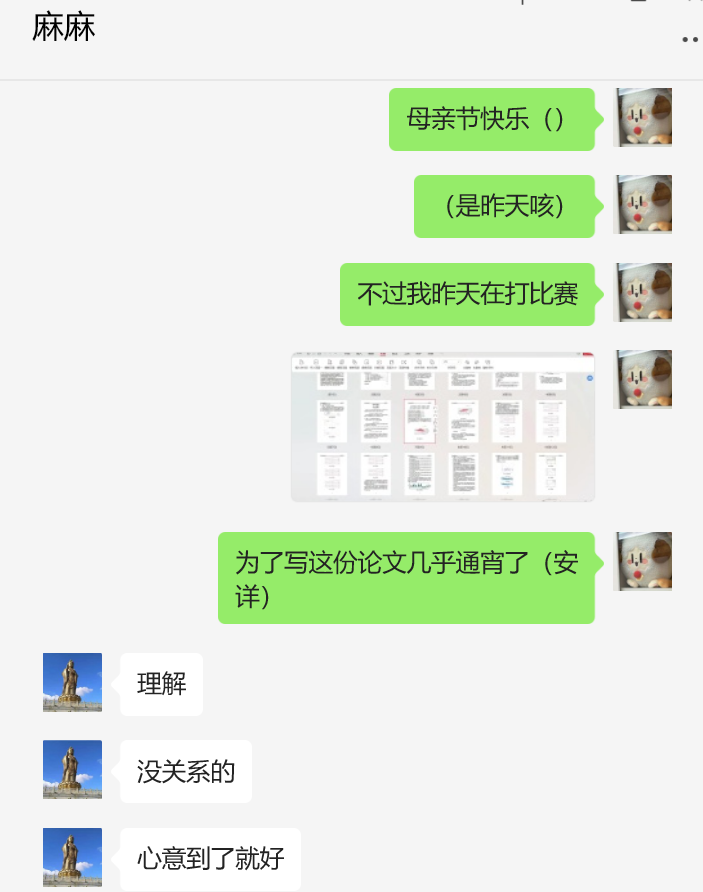 麻麻
母亲节快乐（）
（是昨天咳）
不过我昨天在打比赛
为了写这份论文几乎通宵了（安
详）
理解
没关系的
心意到了就好